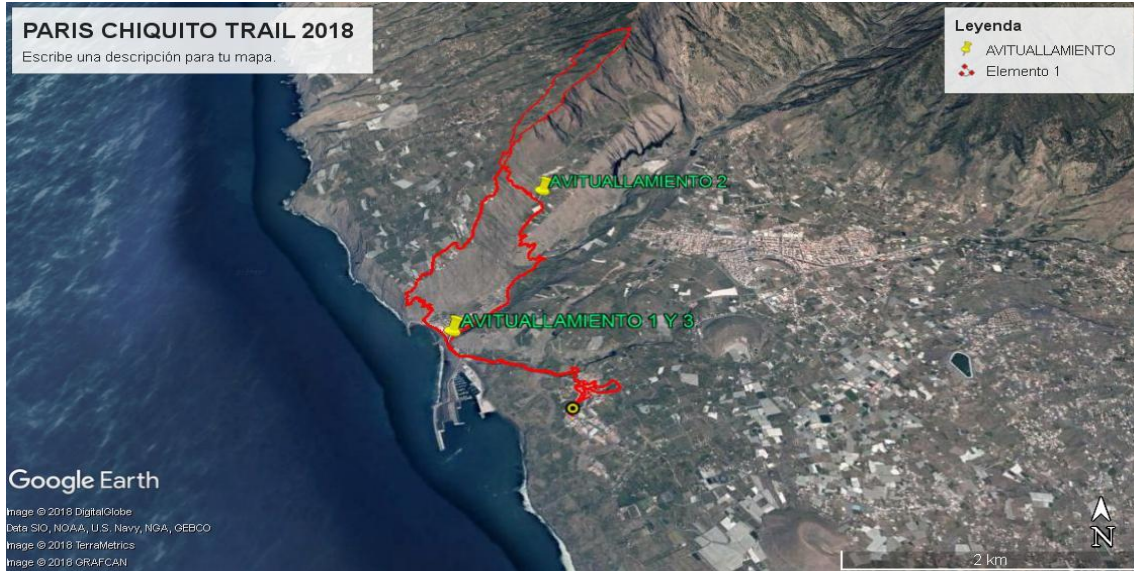 PARIS CHIQUITO TRAIL 2018
Escribe una descripción para tu mapa.
Leyenda
AVITUALLAMIENTO
Elemento 1
AVITUALLAMIENTO 2
AVITUALLAMIENTO 1 Y 3
Google Earth
Image © 2018 DigitalGlobe
Data SIO, NOAA, U.S. Navy, NGA, GEBCO
Image © 2018 TerraMetrics
Image © 2018 GRAFCAN
N
2 km